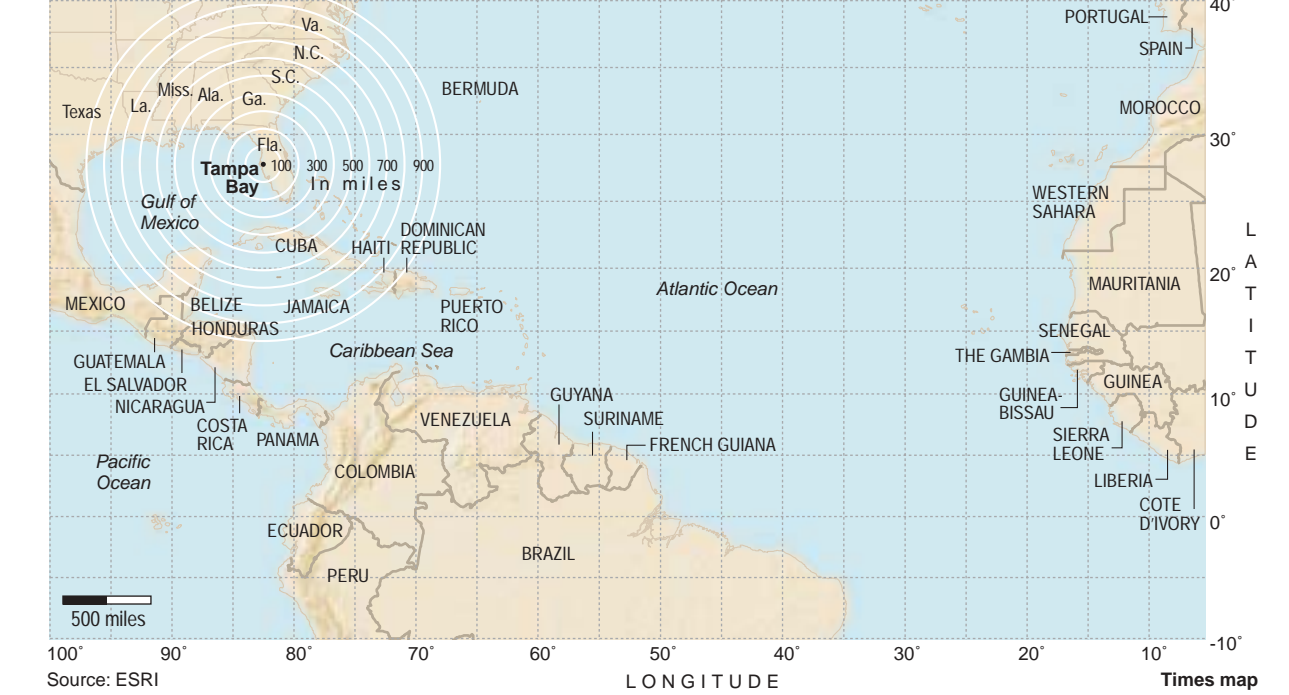 40°
PORTUGAL
SPAIN
Va.
N.C.
S.C.
BERMUDA
Miss.
Ala.
Ga.
La.
Texas
MOROCCO
30°
Fla.
Tampa
Bay
100 300 500 700 900
In miles
Gulf of
Mexico
WESTERN
SAHARA
CUBA
HAITI
DOMINICAN
REPUBLIC
20°
LATITUDE
Atlantic Ocean
MAURITANIA
MEXICO
BELIZE
JAMAICA
PUERTO
RICO
HONDURAS
SENEGAL
Caribbean Sea
THE GAMBIA
GUATEMALA
EL SALVADOR
NICARAGUA
GUINEA
GUINEA-
BISSAU
10°
GUYANA
SURINAME
FRENCH GUIANA
VENEZUELA
COSTA
RICA
PANAMA
SIERRA
LEONE
Pacific
Ocean
COLOMBIA
LIBERIA
COTE
D'IVORY
0°
ECUADOR
BRAZIL
PERU
500 miles
-10°
100° 90° 80° 70° 60° 50° 40° 30° 20° 10°
Source: ESRI
LONGITUDE
Times map